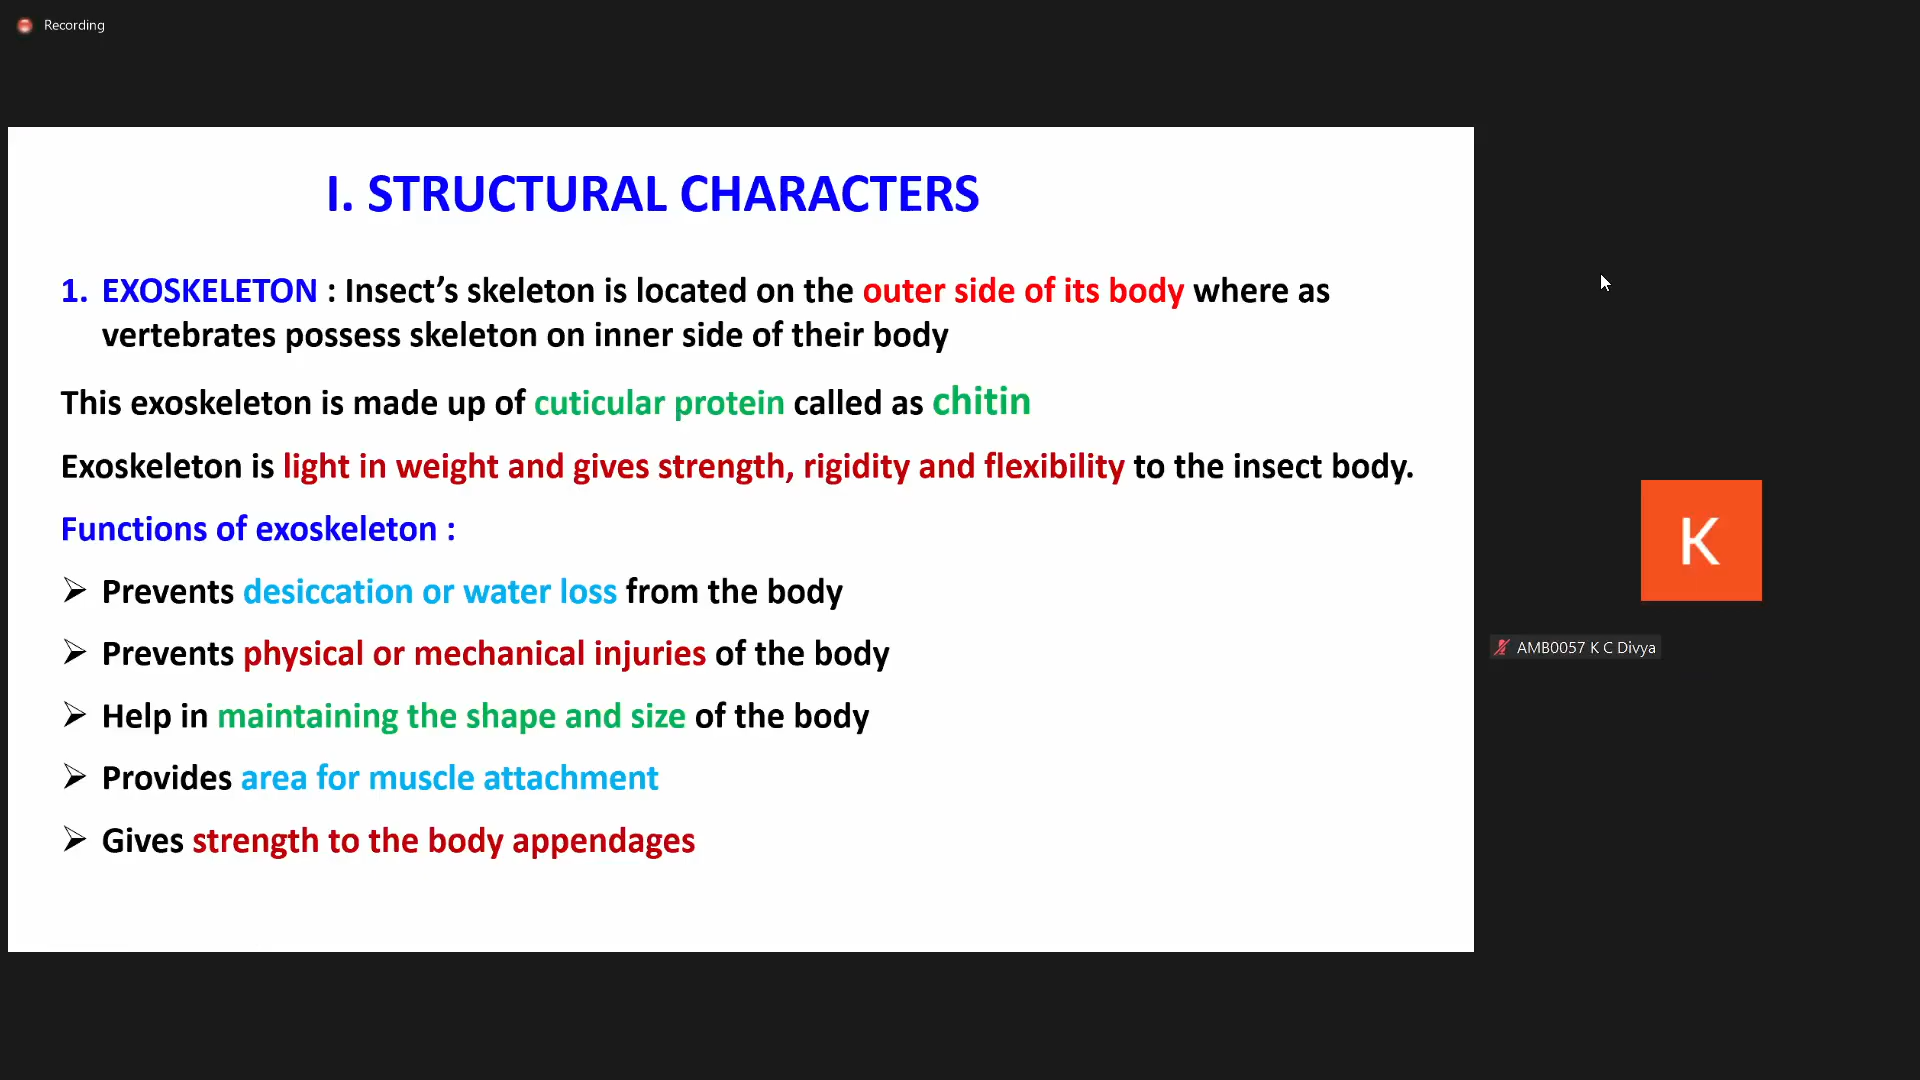 Recording
I. STRUCTURAL CHARACTERS
1. EXOSKELETON : Insect’s skeleton is located on the outer side of its body where as
vertebrates possess skeleton on inner side of their body
This exoskeleton is made up of cuticular protein called as chitin
Exoskeleton is light in weight and gives strength, rigidity and flexibility to the insect body.
Functions of exoskeleton :
➢ Prevents desiccation or water loss from the body
➢ Prevents physical or mechanical injuries of the body
➢ Help in maintaining the shape and size of the body
➢ Provides area for muscle attachment
➢ Gives strength to the body appendages
K
AMB0057 K C Divya